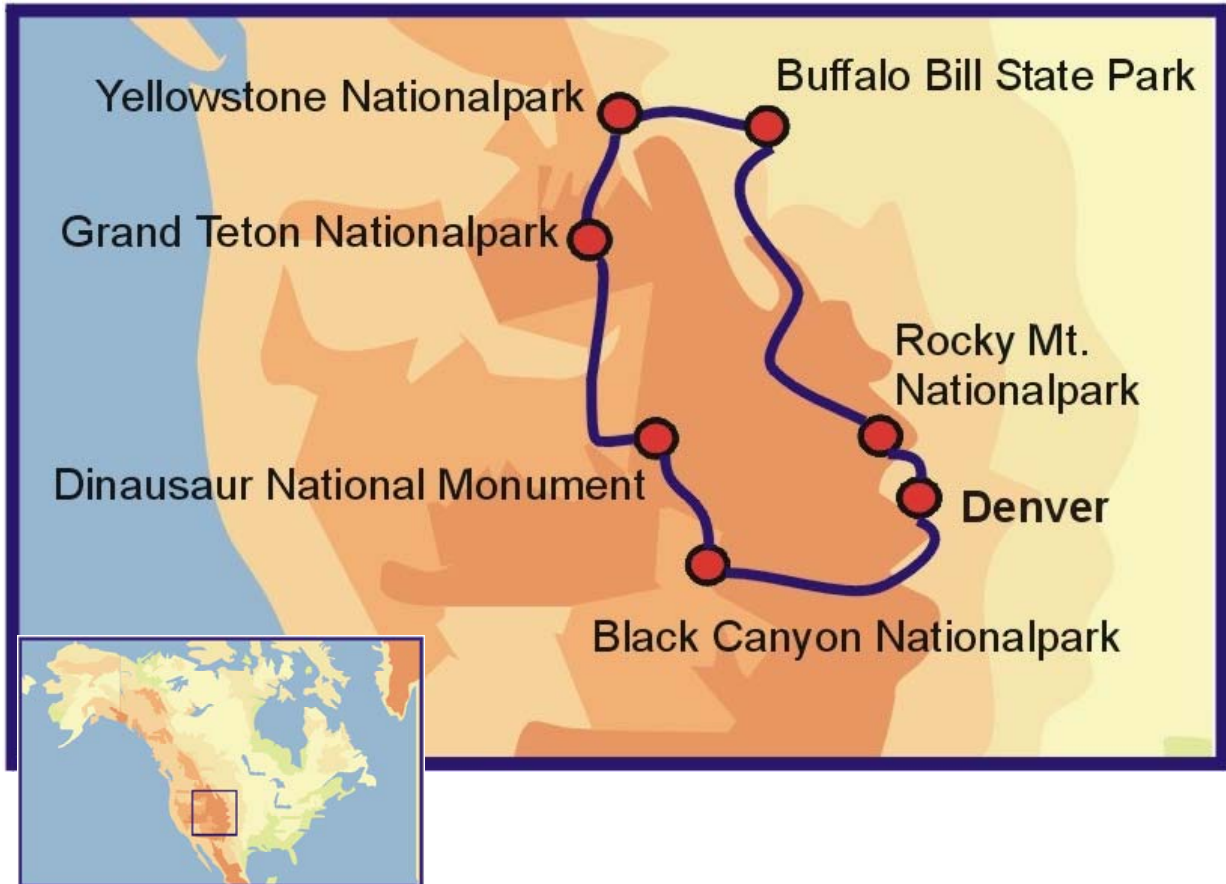 Buffalo Bill State Park
Yellowstone Nationalpark
Grand Teton Nationalpark
Rocky Mt.
Nationalpark
Dinausaur National Monument
Denver
Black Canyon Nationalpark